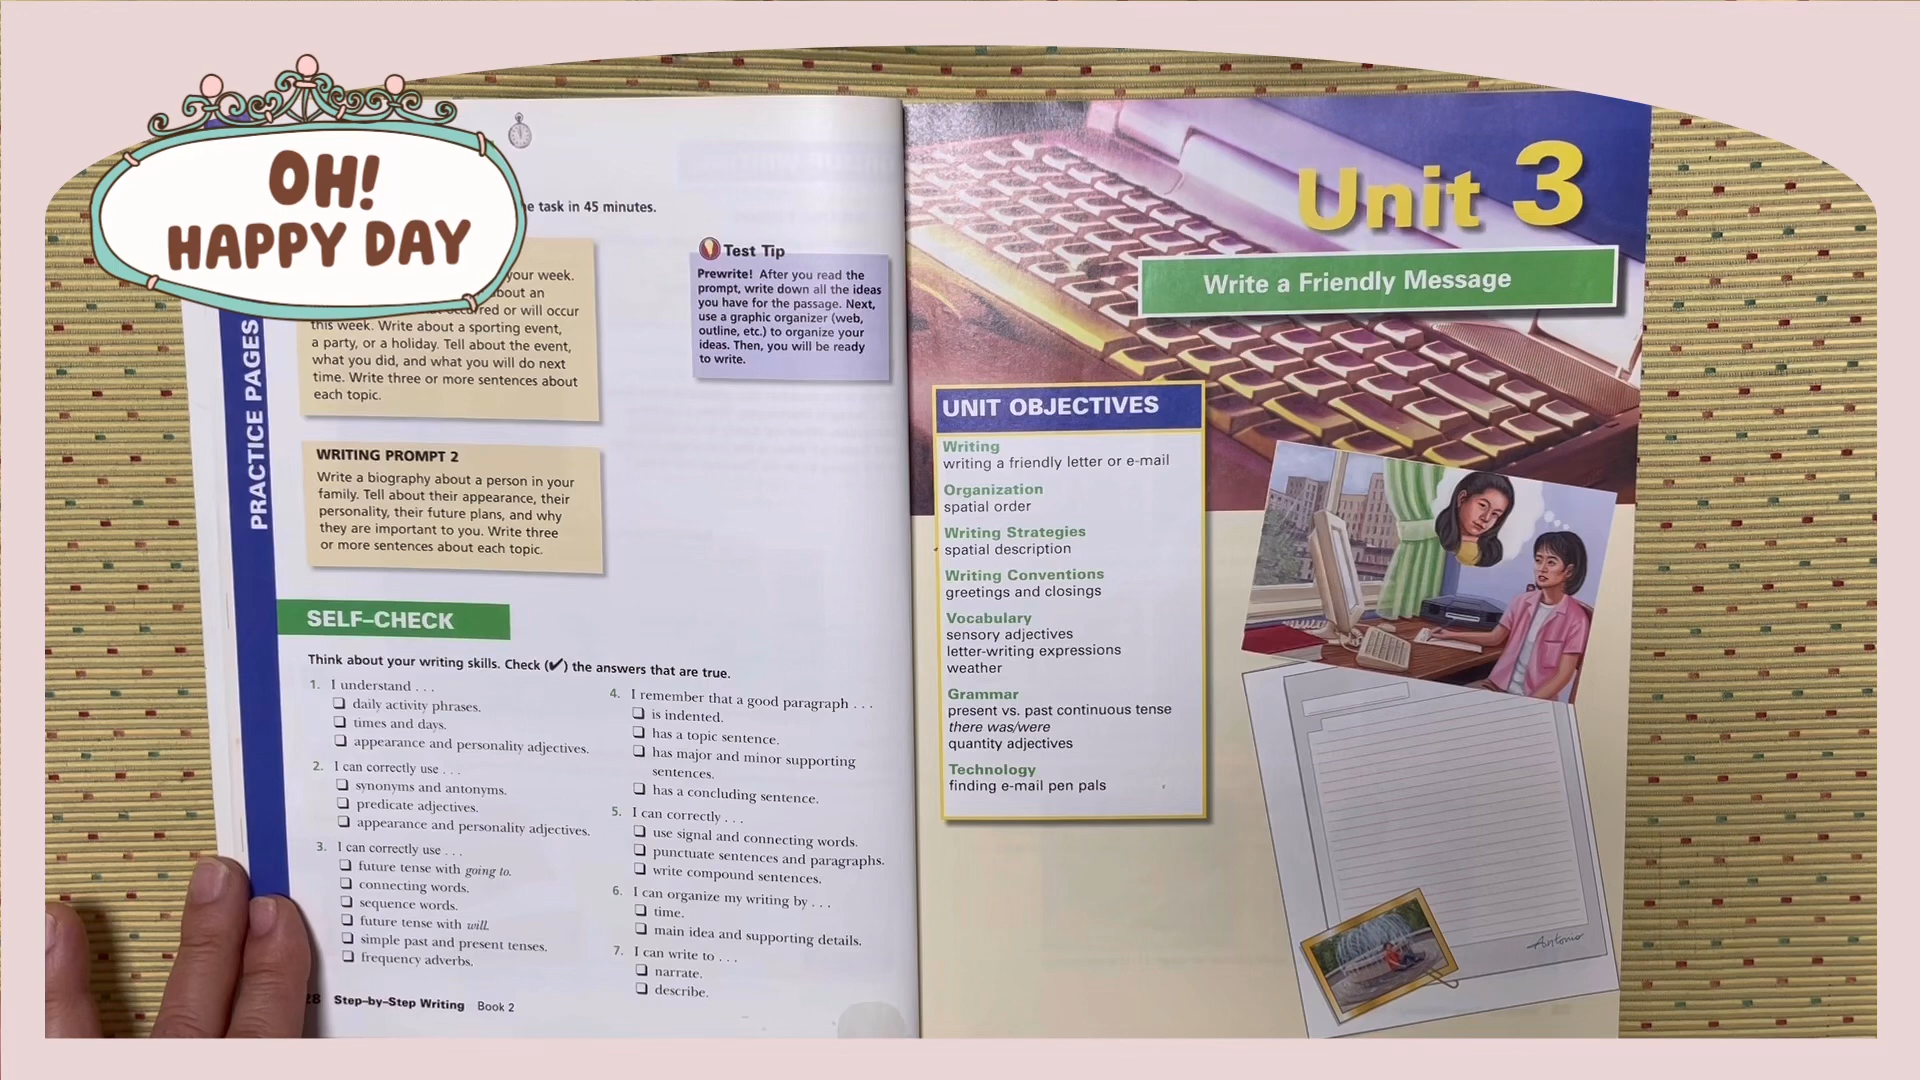 OH!
HAPPY DAY
e task in 45 minutes.
your week.
bout an
red or will occur
this week. Write about a sporting event,
a party, or a holiday. Tell about the event,
what you did, and what you will do next
time. Write three or more sentences about
each topic.
Test Tip
Prewrite! After you read the
prompt, write down all the ideas
you have for the passage. Next,
use a graphic organizer (web,
outline, etc.) to organize your
ideas. Then, you will be ready
to write.
PRACTICE PAGES
WRITING PROMPT 2
Write a biography about a person in your
family. Tell about their appearance, their
personality, their future plans, and why
they are important to you. Write three
or more sentences about each topic.
SELF–CHECK
Think about your writing skills. Check (✔) the answers that are true.
1. I understand . . .
❏ daily activity phrases.
❏ times and days.
❏ appearance and personality adjectives.
2. I can correctly use . . .
❏ synonyms and antonyms.
❏ predicate adjectives.
❏ appearance and personality adjectives.
3. I can correctly use . . .
❏ future tense with going to.
❏ connecting words.
❏ sequence words.
❏ future tense with will.
❏ simple past and present tenses.
❏ frequency adverbs.
4. I remember that a good paragraph . . .
❏ is indented.
❏ has a topic sentence.
❏ has major and minor supporting
sentences.
❏ has a concluding sentence.
5. I can correctly . . .
❏ use signal and connecting words.
❏ punctuate sentences and paragraphs.
❏ write compound sentences.
6. I can organize my writing by . . .
❏ time.
❏ main idea and supporting details.
7. I can write to . . .
❏ narrate.
❏ describe.
28 Step–by–Step Writing Book 2
Unit 3
Write a Friendly Message
UNIT OBJECTIVES
Writing
writing a friendly letter or e-mail
Organization
spatial order
Writing Strategies
spatial description
Writing Conventions
greetings and closings
Vocabulary
sensory adjectives
letter-writing expressions
weather
Grammar
present vs. past continuous tense
there was/were
quantity adjectives
Technology
finding e-mail pen pals
Antonio